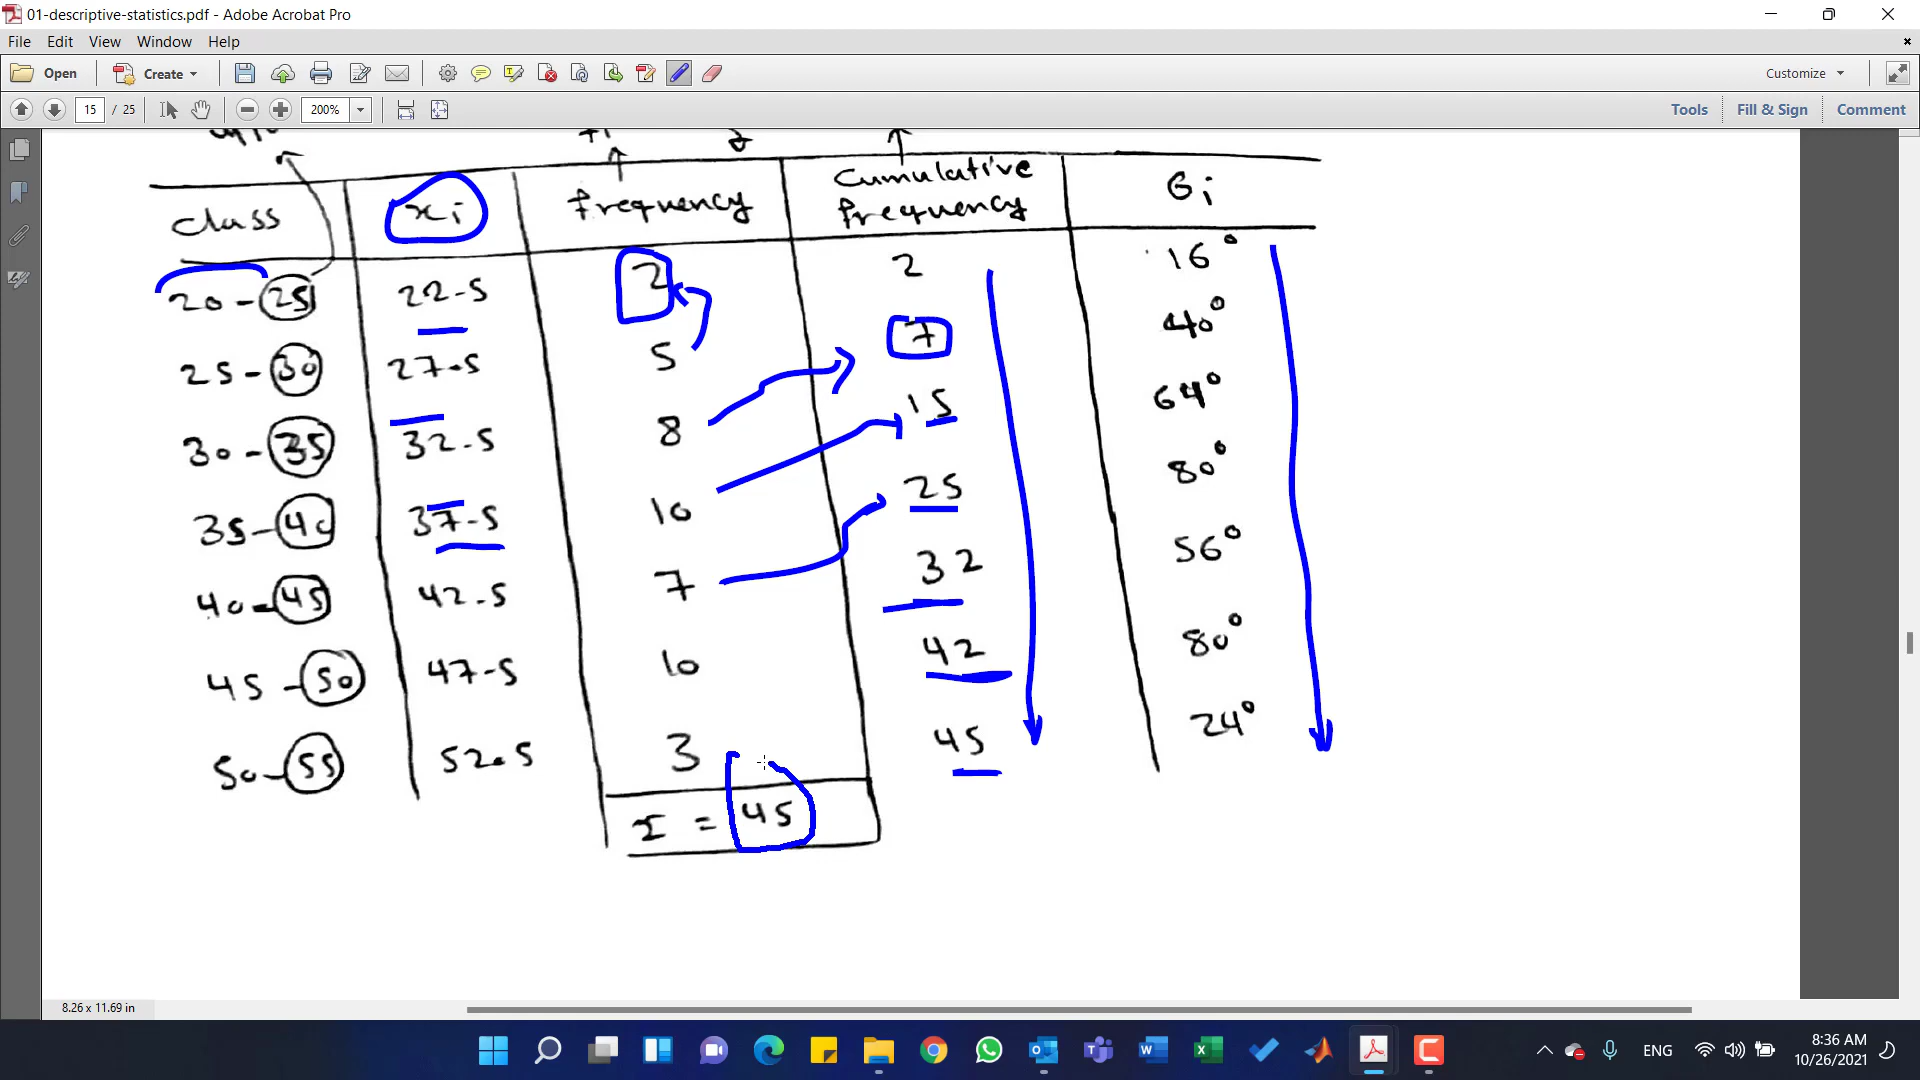 01-descriptive-statistics.pdf - Adobe Acrobat Pro
File Edit View Window Help
Open Create Customize
15 / 25 200% Tools Fill & Sign Comment
class xi frequency Cumulative frequency θi
20-25 22.5 2 2 16°
25-30 27.5 5 7 40°
30-35 32.5 8 15 64°
35-40 37.5 10 25 80°
40-45 42.5 7 32 56°
45-50 47.5 10 42 80°
50-55 52.5 3 45 24°
Σ = 45
8.26 x 11.69 in
ENG 8:36 AM
10/26/2021